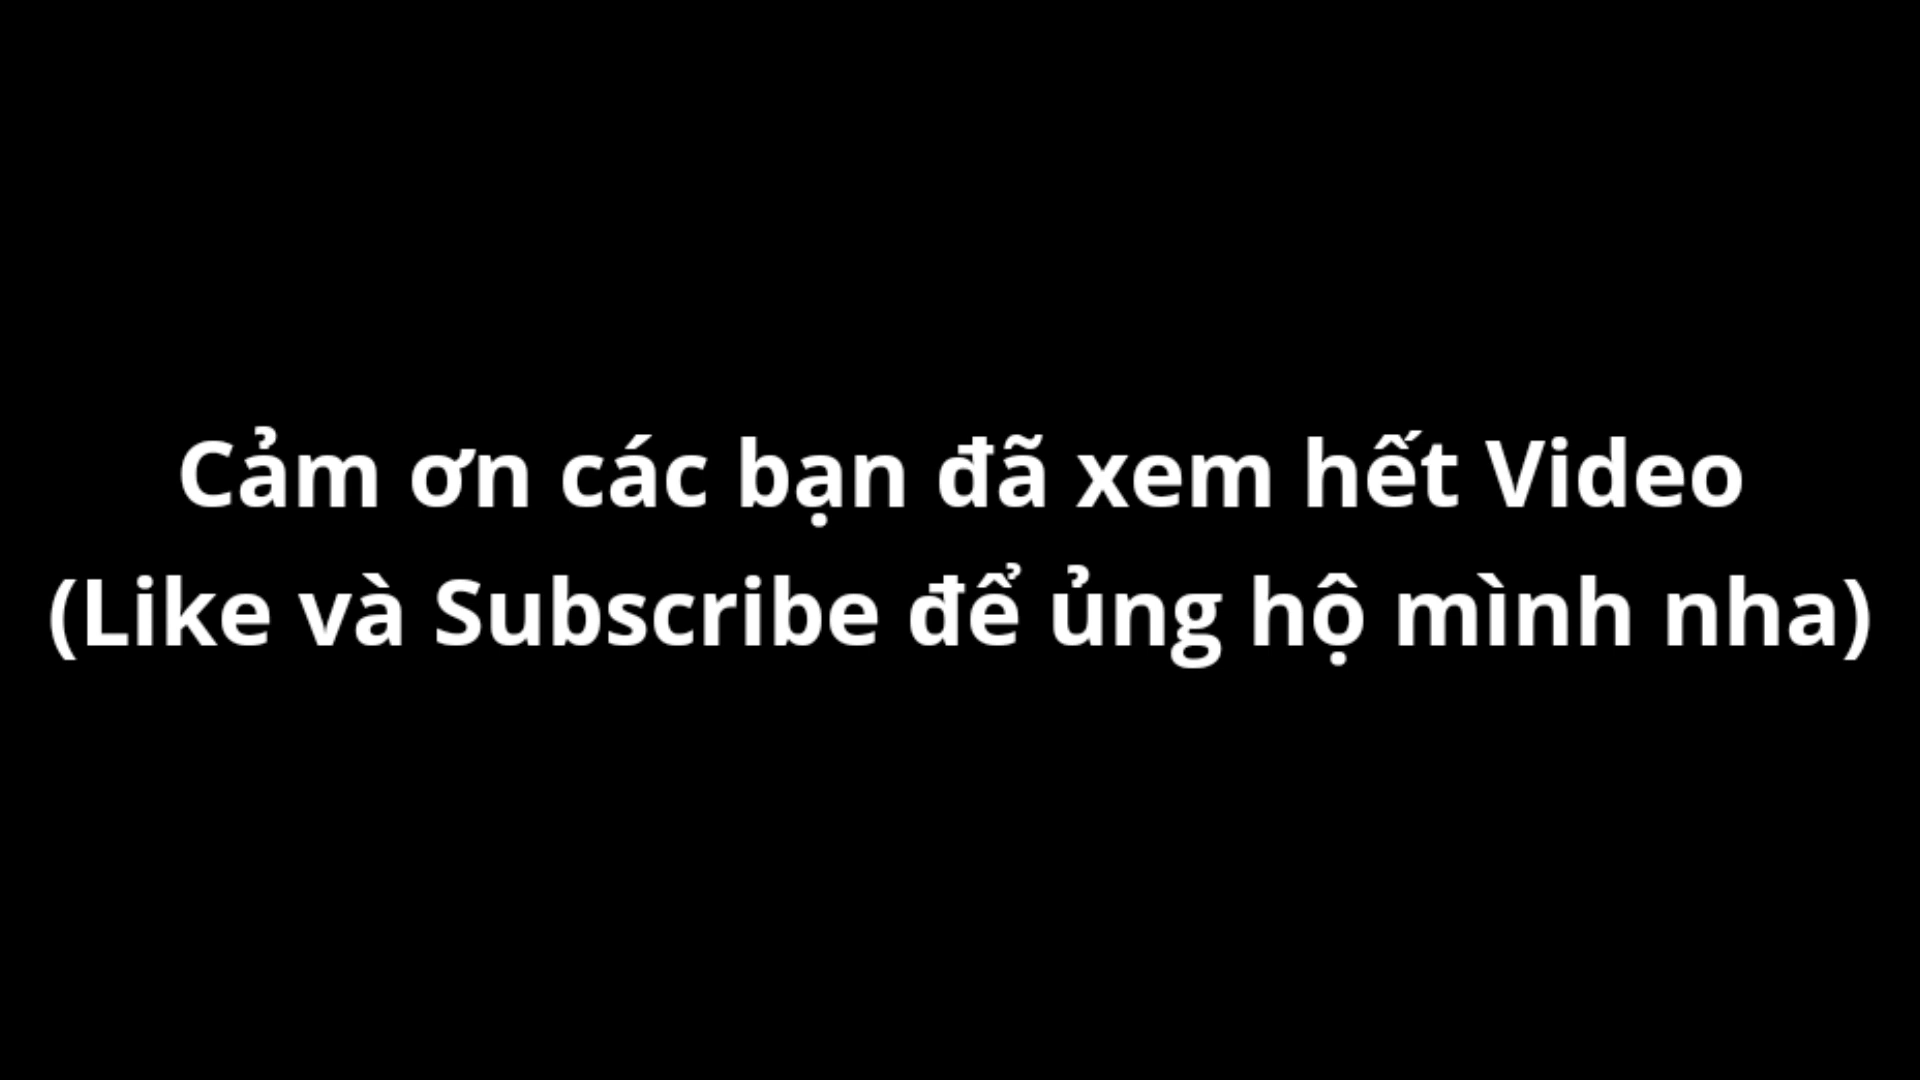 Cảm ơn các bạn đã xem hết Video
(Like và Subscribe để ủng hộ mình nha)